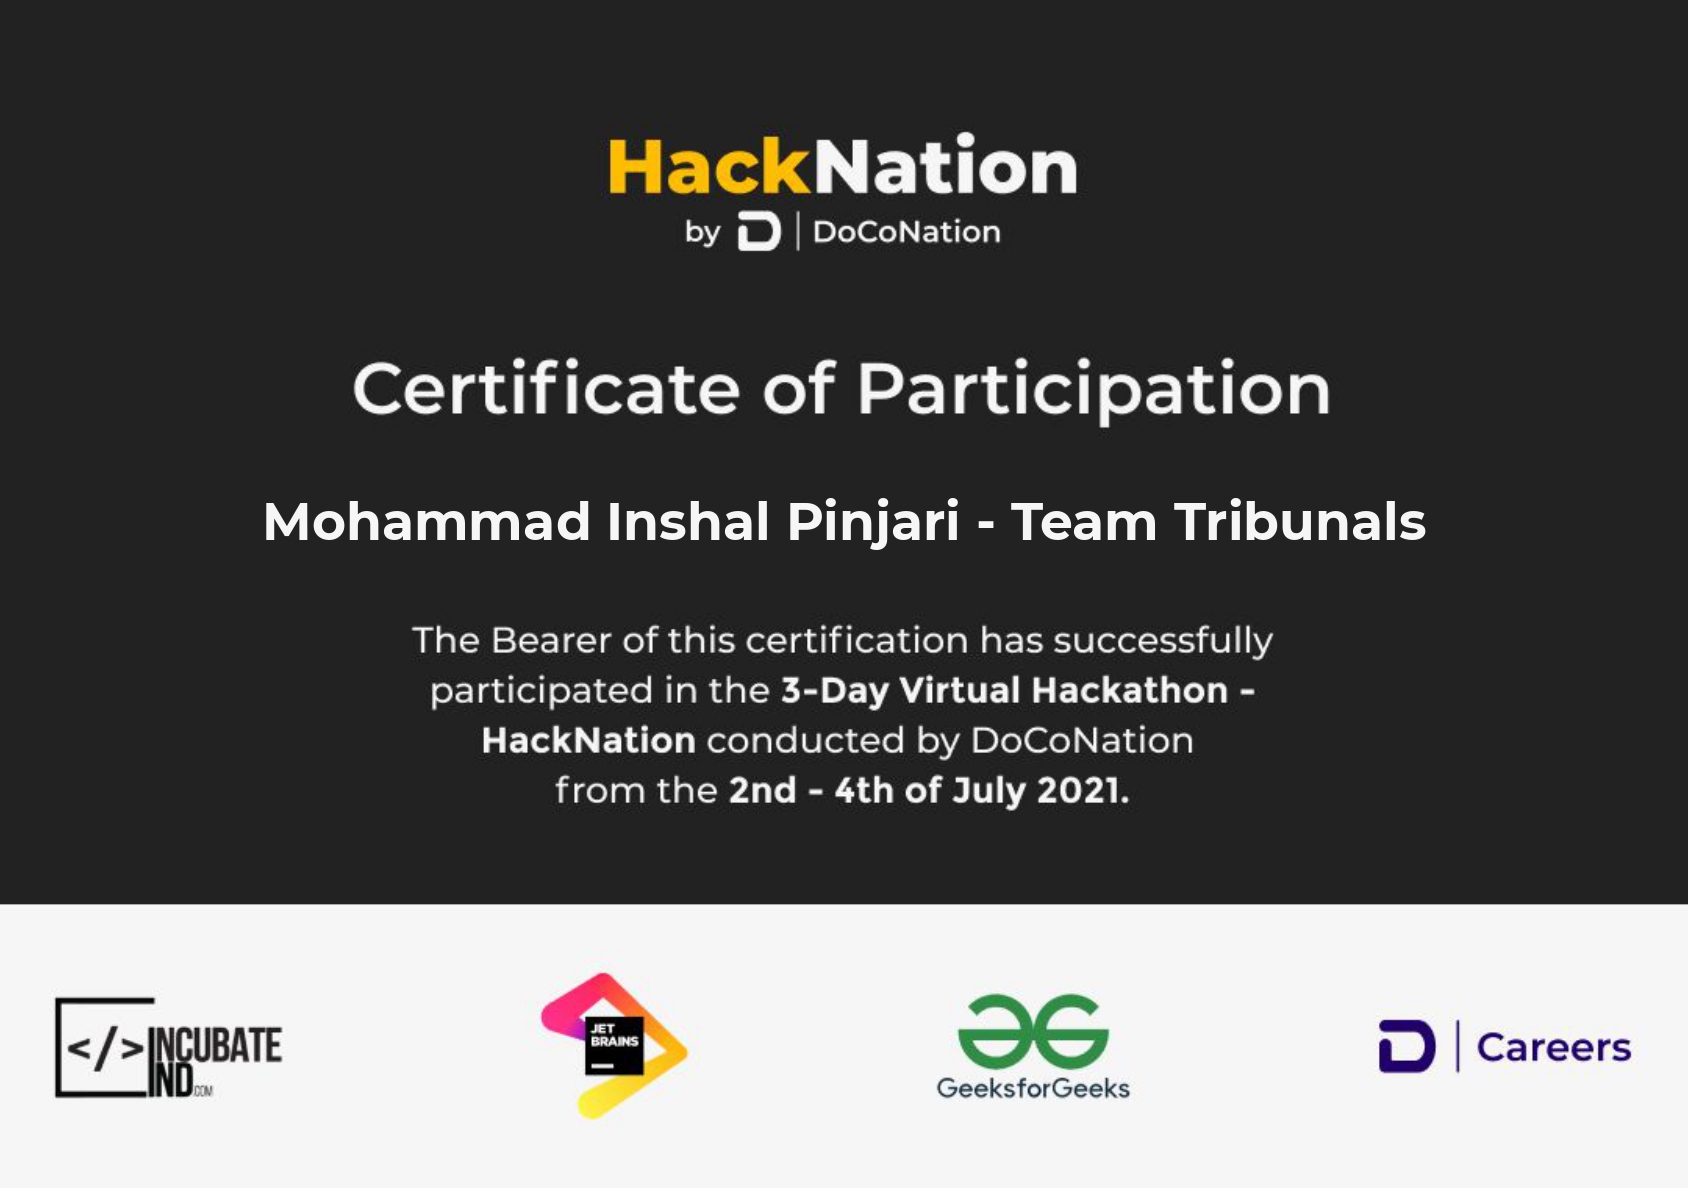 HackNation
by D | DoCoNation
Certificate of Participation
Mohammad Inshal Pinjari - Team Tribunals
The Bearer of this certification has successfully
participated in the 3-Day Virtual Hackathon -
HackNation conducted by DoCoNation
from the 2nd - 4th of July 2021.
</> INCUBATE
IND.COM
JET
BRAINS
GeeksforGeeks
D | Careers